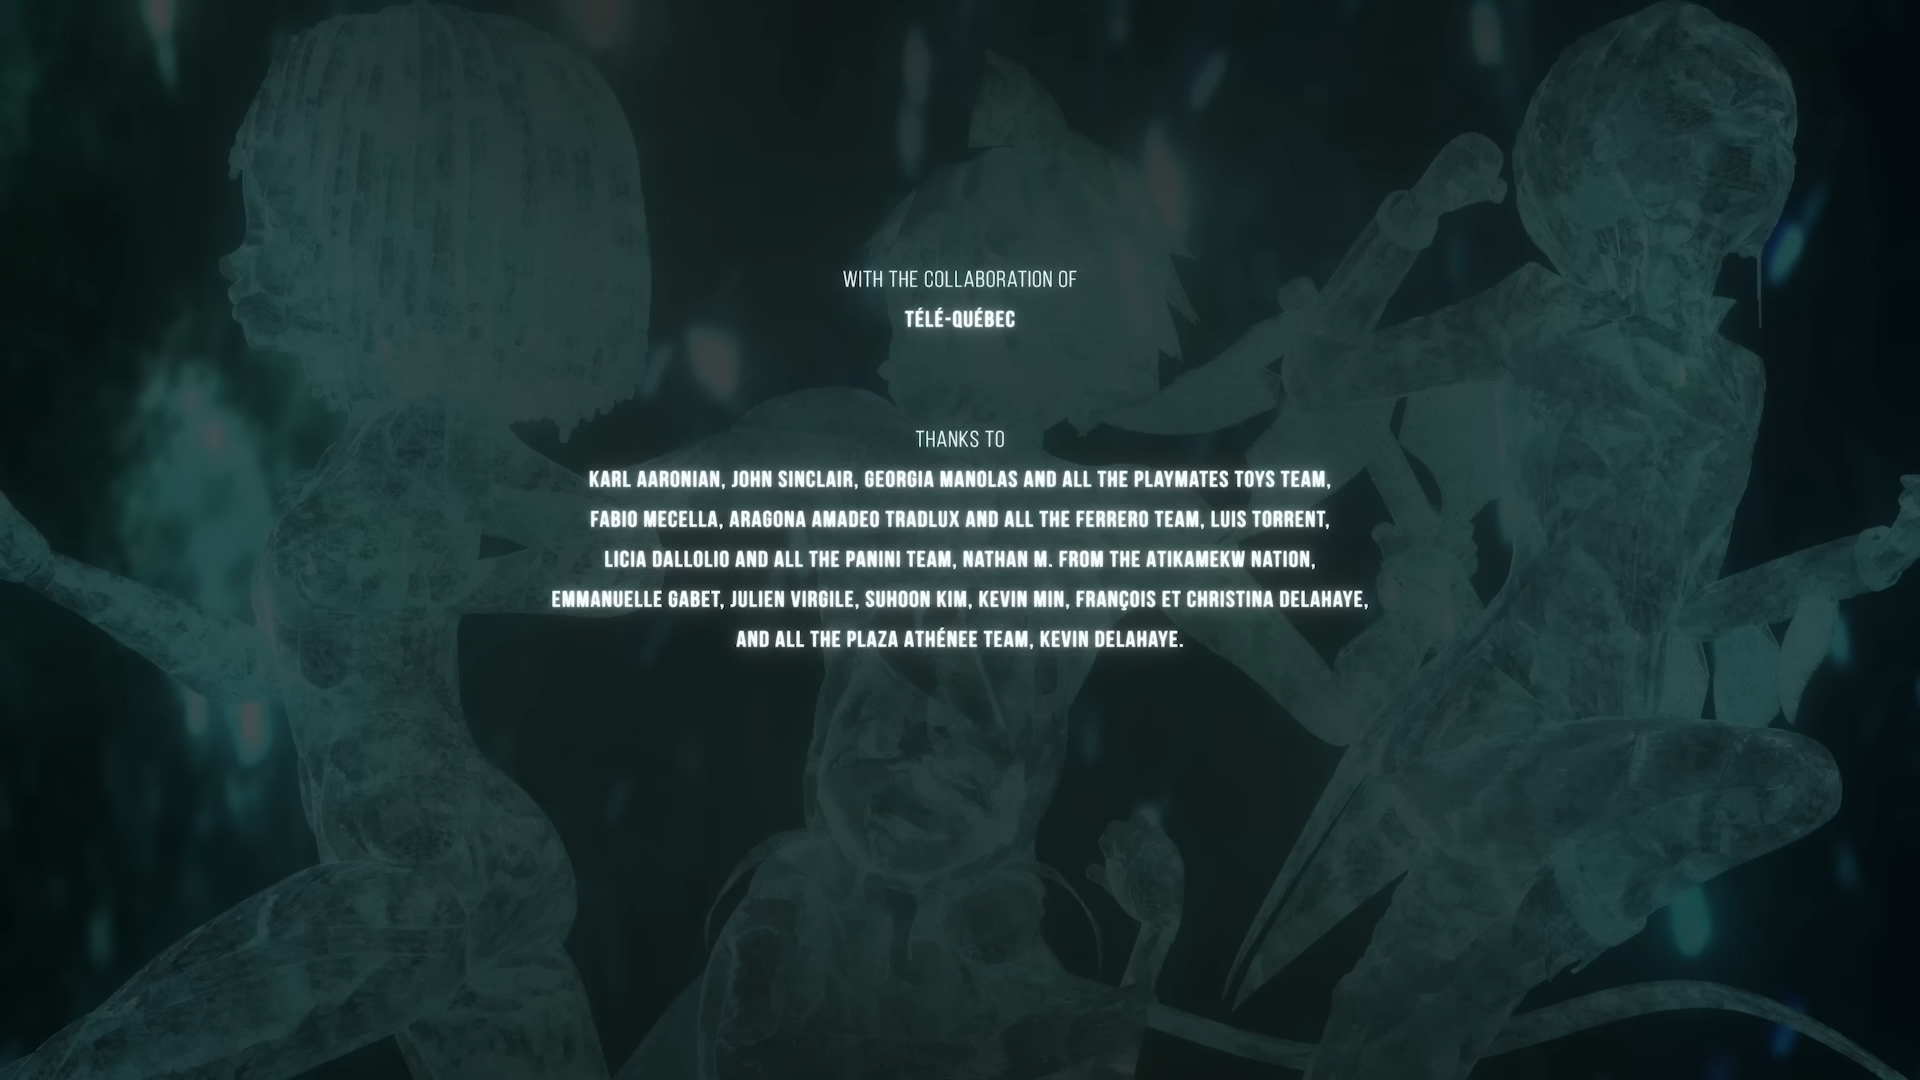 WITH THE COLLABORATION OF
TÉLÉ-QUÉBEC
THANKS TO
KARL AARONIAN, JOHN SINCLAIR, GEORGIA MANOLAS AND ALL THE PLAYMATES TOYS TEAM,
FABIO MECELLA, ARAGONA AMADEO TRADLUX AND ALL THE FERRERO TEAM, LUIS TORRENT,
LICIA DALLOLIO AND ALL THE PANINI TEAM, NATHAN M. FROM THE ATIKAMEKW NATION,
EMMANUELLE GABET, JULIEN VIRGILE, SUHOON KIM, KEVIN MIN, FRANÇOIS ET CHRISTINA DELAHAYE,
AND ALL THE PLAZA ATHÉNEE TEAM, KEVIN DELAHAYE.